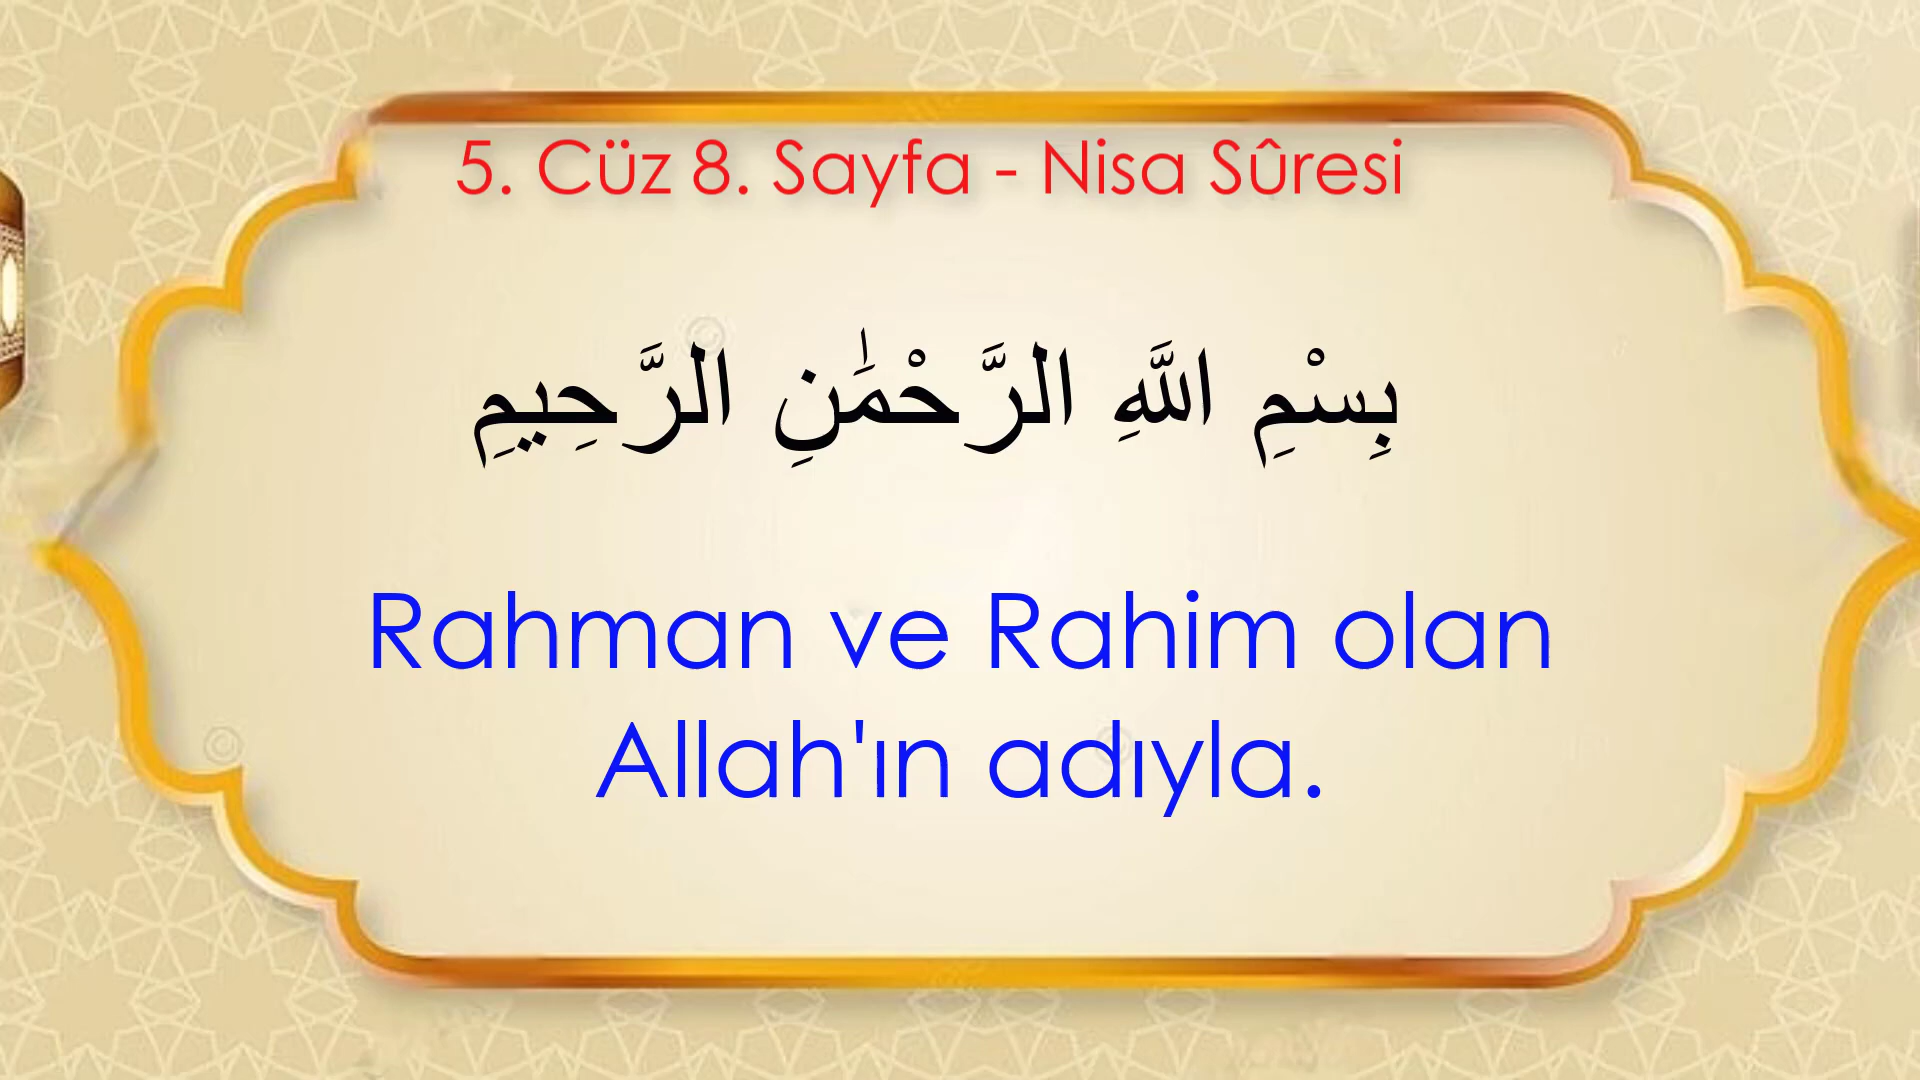 5. Cüz 8. Sayfa - Nisa Sûresi
بِسْمِ اللَّهِ الرَّحْمَٰنِ الرَّحِيمِ
Rahman ve Rahim olan
Allah'ın adıyla.